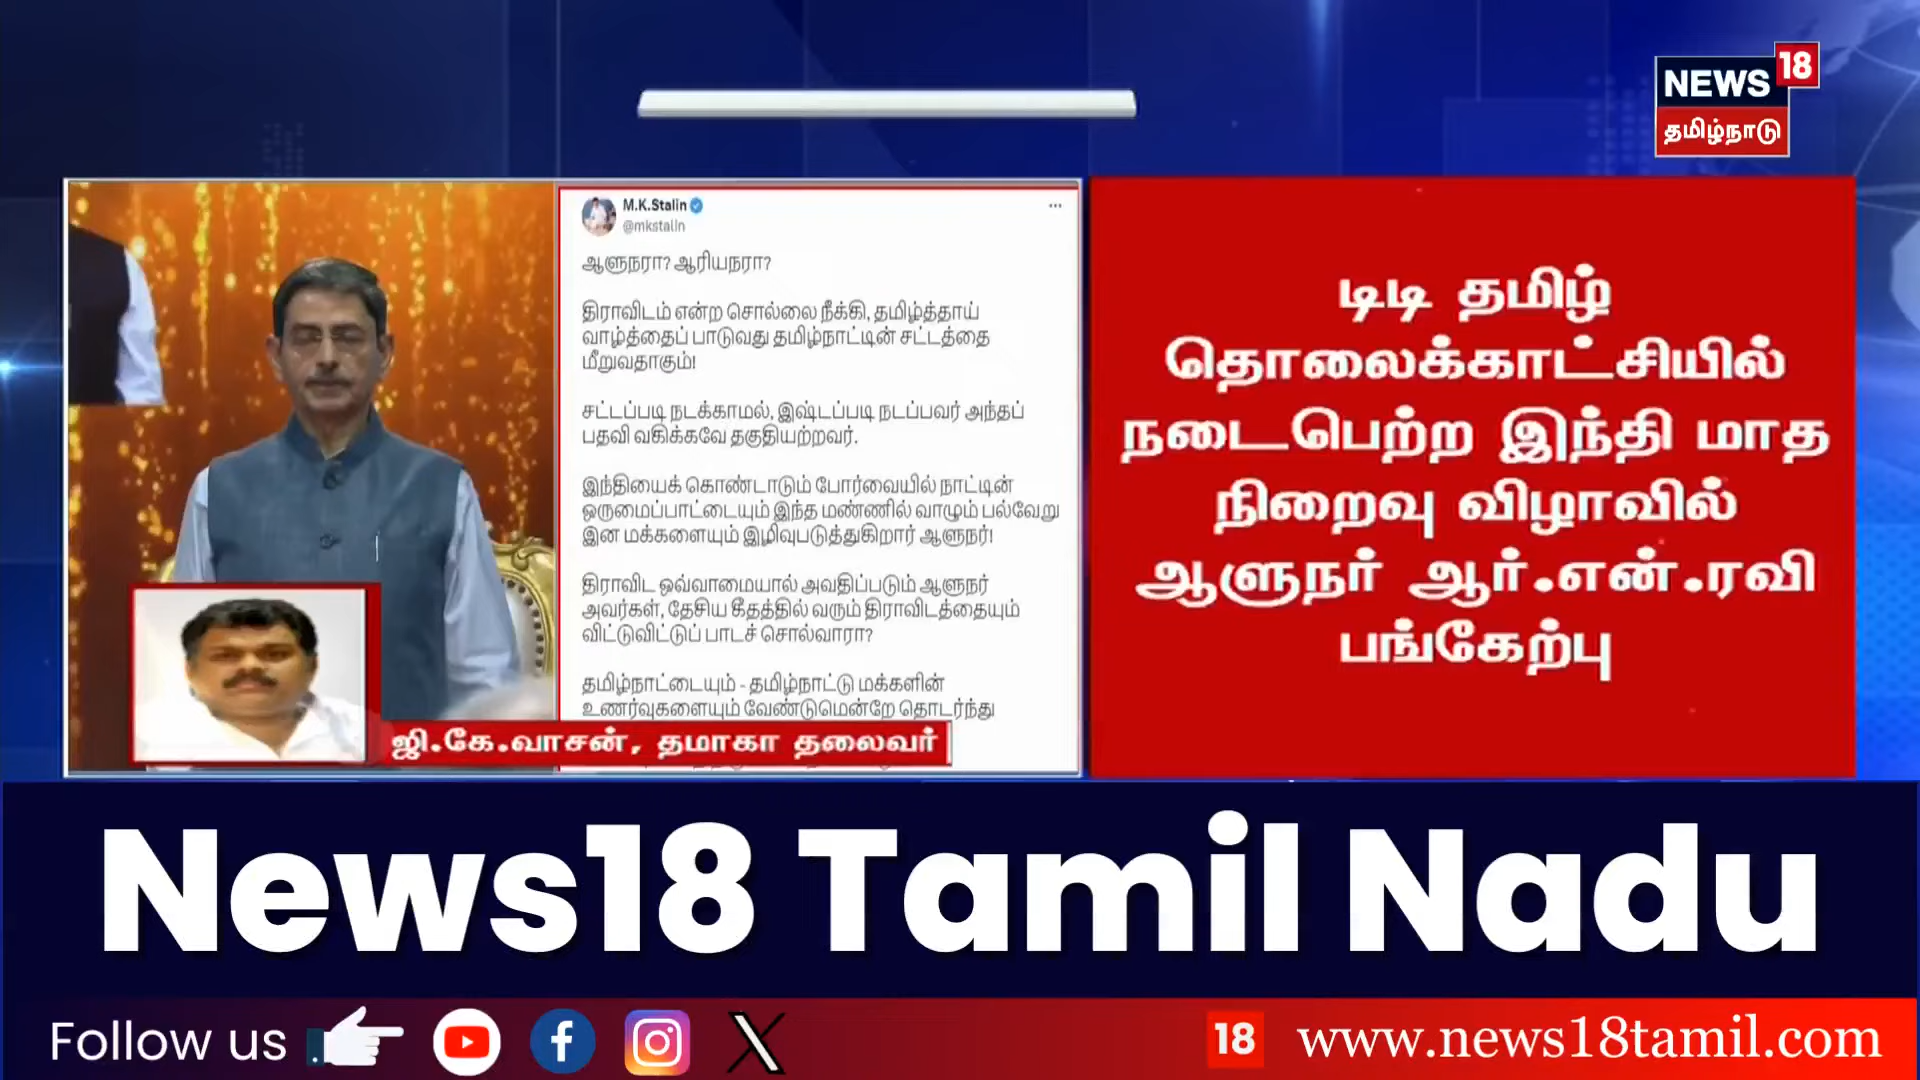 NEWS 18
தமிழ்நாடு
M.K.Stalin
@mkstalin
ஆளுநரா? ஆரியநரா?
திராவிடம் என்ற சொல்லை நீக்கி, தமிழ்த்தாய்
வாழ்த்தைப் பாடுவது தமிழ்நாட்டின் சட்டத்தை
மீறுவதாகும்!
சட்டப்படி நடக்காமல், இஷ்டப்படி நடப்பவர் அந்தப்
பதவி வகிக்கவே தகுதியற்றவர்.
இந்தியைக் கொண்டாடும் போர்வையில் நாட்டின்
ஒருமைப்பாட்டையும் இந்த மண்ணில் வாழும் பல்வேறு
இன மக்களையும் இழிவுபடுத்துகிறார் ஆளுநர்!
திராவிட ஒவ்வாமையால் அவதிப்படும் ஆளுநர்
அவர்கள், தேசிய கீதத்தில் வரும் திராவிடத்தையும்
விட்டுவிட்டுப் பாடச் சொல்வாரா?
தமிழ்நாட்டையும் - தமிழ்நாட்டு மக்களின்
உணர்வுகளையும் வேண்டுமென்றே தொடர்ந்து
ஜி.கே.வாசன், தமாகா தலைவர்
டிடி தமிழ்
தொலைக்காட்சியில்
நடைபெற்ற இந்தி மாத
நிறைவு விழாவில்
ஆளுநர் ஆர்.என்.ரவி
பங்கேற்பு
News18 Tamil Nadu
Follow us
18 www.news18tamil.com